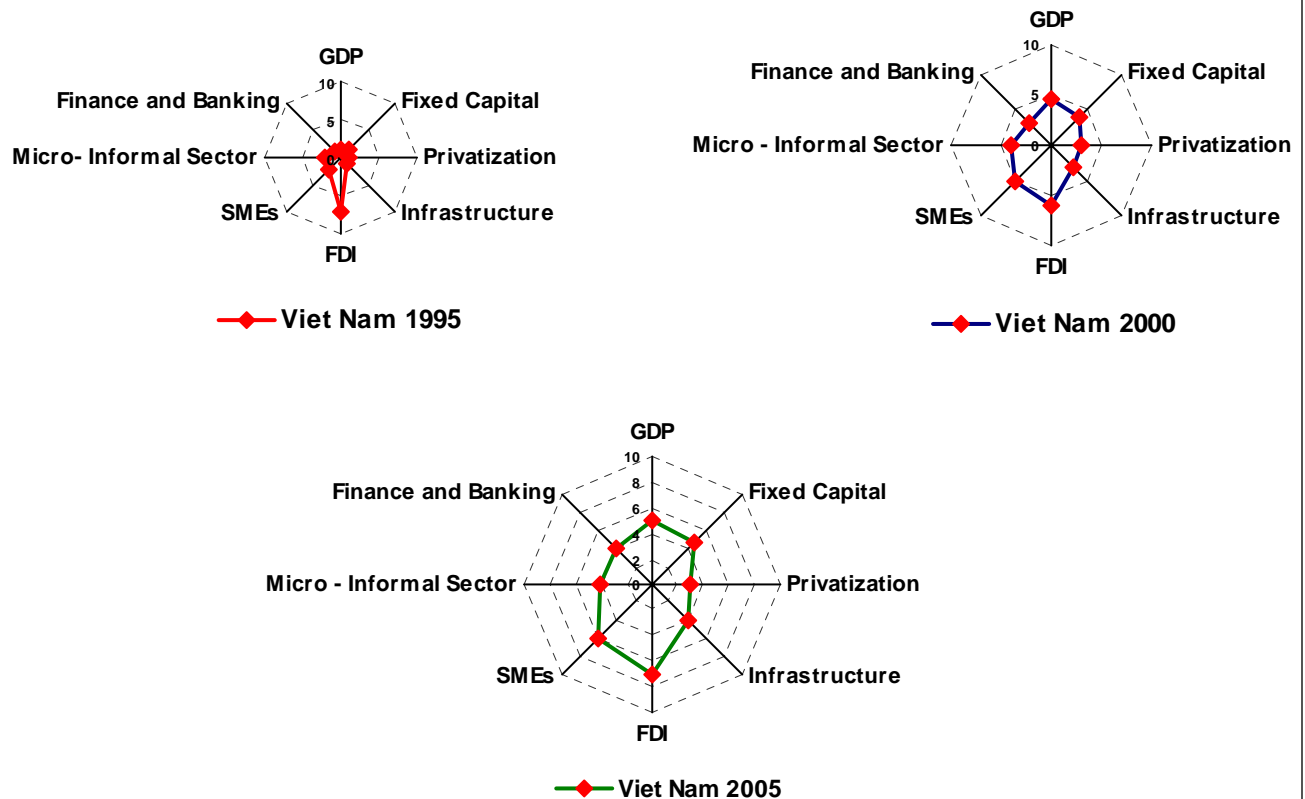 GDP
10
Finance and Banking
Fixed Capital
5
Micro- Informal Sector
0
Privatization
SMEs
Infrastructure
FDI
Viet Nam 1995
GDP
10
Finance and Banking
Fixed Capital
5
Micro - Informal Sector
0
Privatization
SMEs
Infrastructure
FDI
Viet Nam 2000
GDP
10
Finance and Banking
8
Fixed Capital
6
4
2
Micro - Informal Sector
0
Privatization
SMEs
Infrastructure
FDI
Viet Nam 2005